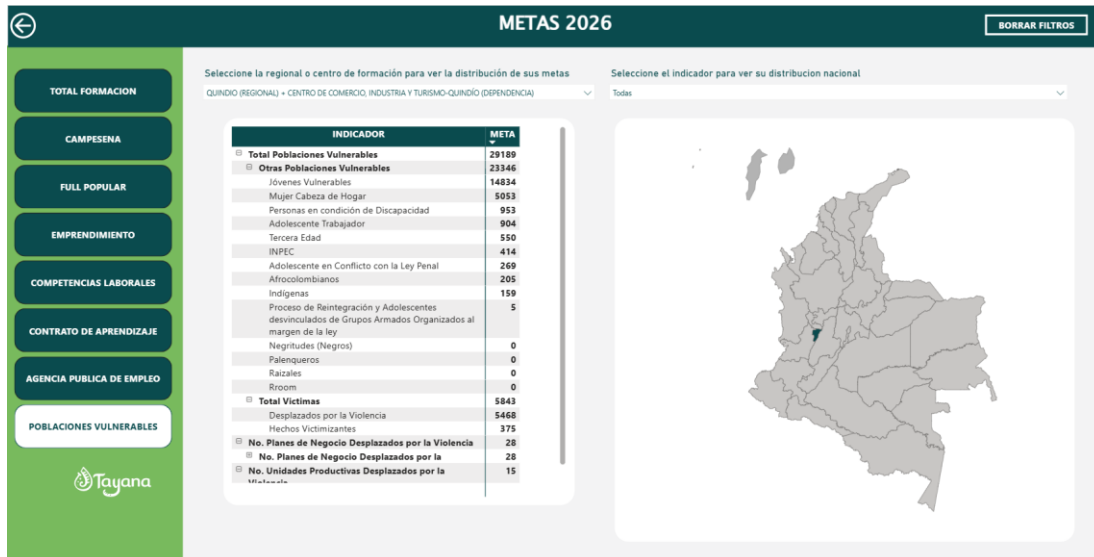 METAS 2026
BORRAR FILTROS
TOTAL FORMACION
CAMPESENA
FULL POPULAR
EMPRENDIMIENTO
COMPETENCIAS LABORALES
CONTRATO DE APRENDIZAJE
AGENCIA PUBLICA DE EMPLEO
POBLACIONES VULNERABLES
Tayana
Seleccione la regional o centro de formación para ver la distribución de sus metas
QUINDIO (REGIONAL) + CENTRO DE COMERCIO, INDUSTRIA Y TURISMO-QUINDÍO (DEPENDENCIA)
Seleccione el indicador para ver su distribucion nacional
Todas
INDICADOR META
Total Poblaciones Vulnerables 29189
Otras Poblaciones Vulnerables 23346
Jóvenes Vulnerables 14834
Mujer Cabeza de Hogar 5053
Personas en condición de Discapacidad 953
Adolescente Trabajador 904
Tercera Edad 550
INPEC 414
Adolescente en Conflicto con la Ley Penal 269
Afrocolombianos 205
Indígenas 159
Proceso de Reintegración y Adolescentes 5
desvinculados de Grupos Armados Organizados al
margen de la ley
Negritudes (Negros) 0
Palenqueros 0
Raizales 0
Rroom 0
Total Victimas 5843
Desplazados por la Violencia 5468
Hechos Victimizantes 375
No. Planes de Negocio Desplazados por la Violencia 28
No. Planes de Negocio Desplazados por la 28
No. Unidades Productivas Desplazados por la 15
Violencia